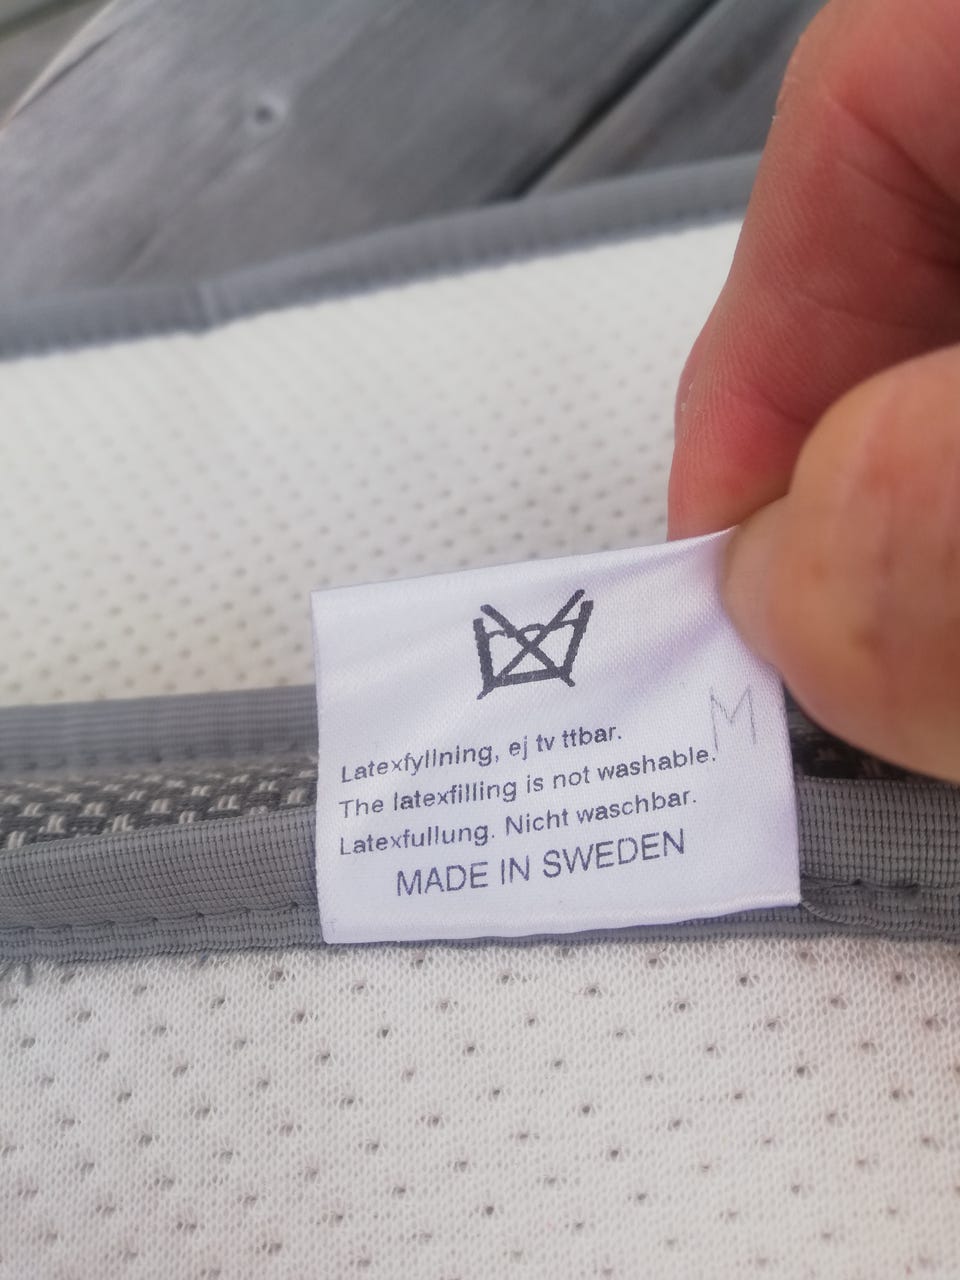 Latexfyllning, ej tv ttbar.
The latexfilling is not washable.
Latexfullung. Nicht waschbar.
MADE IN SWEDEN
M